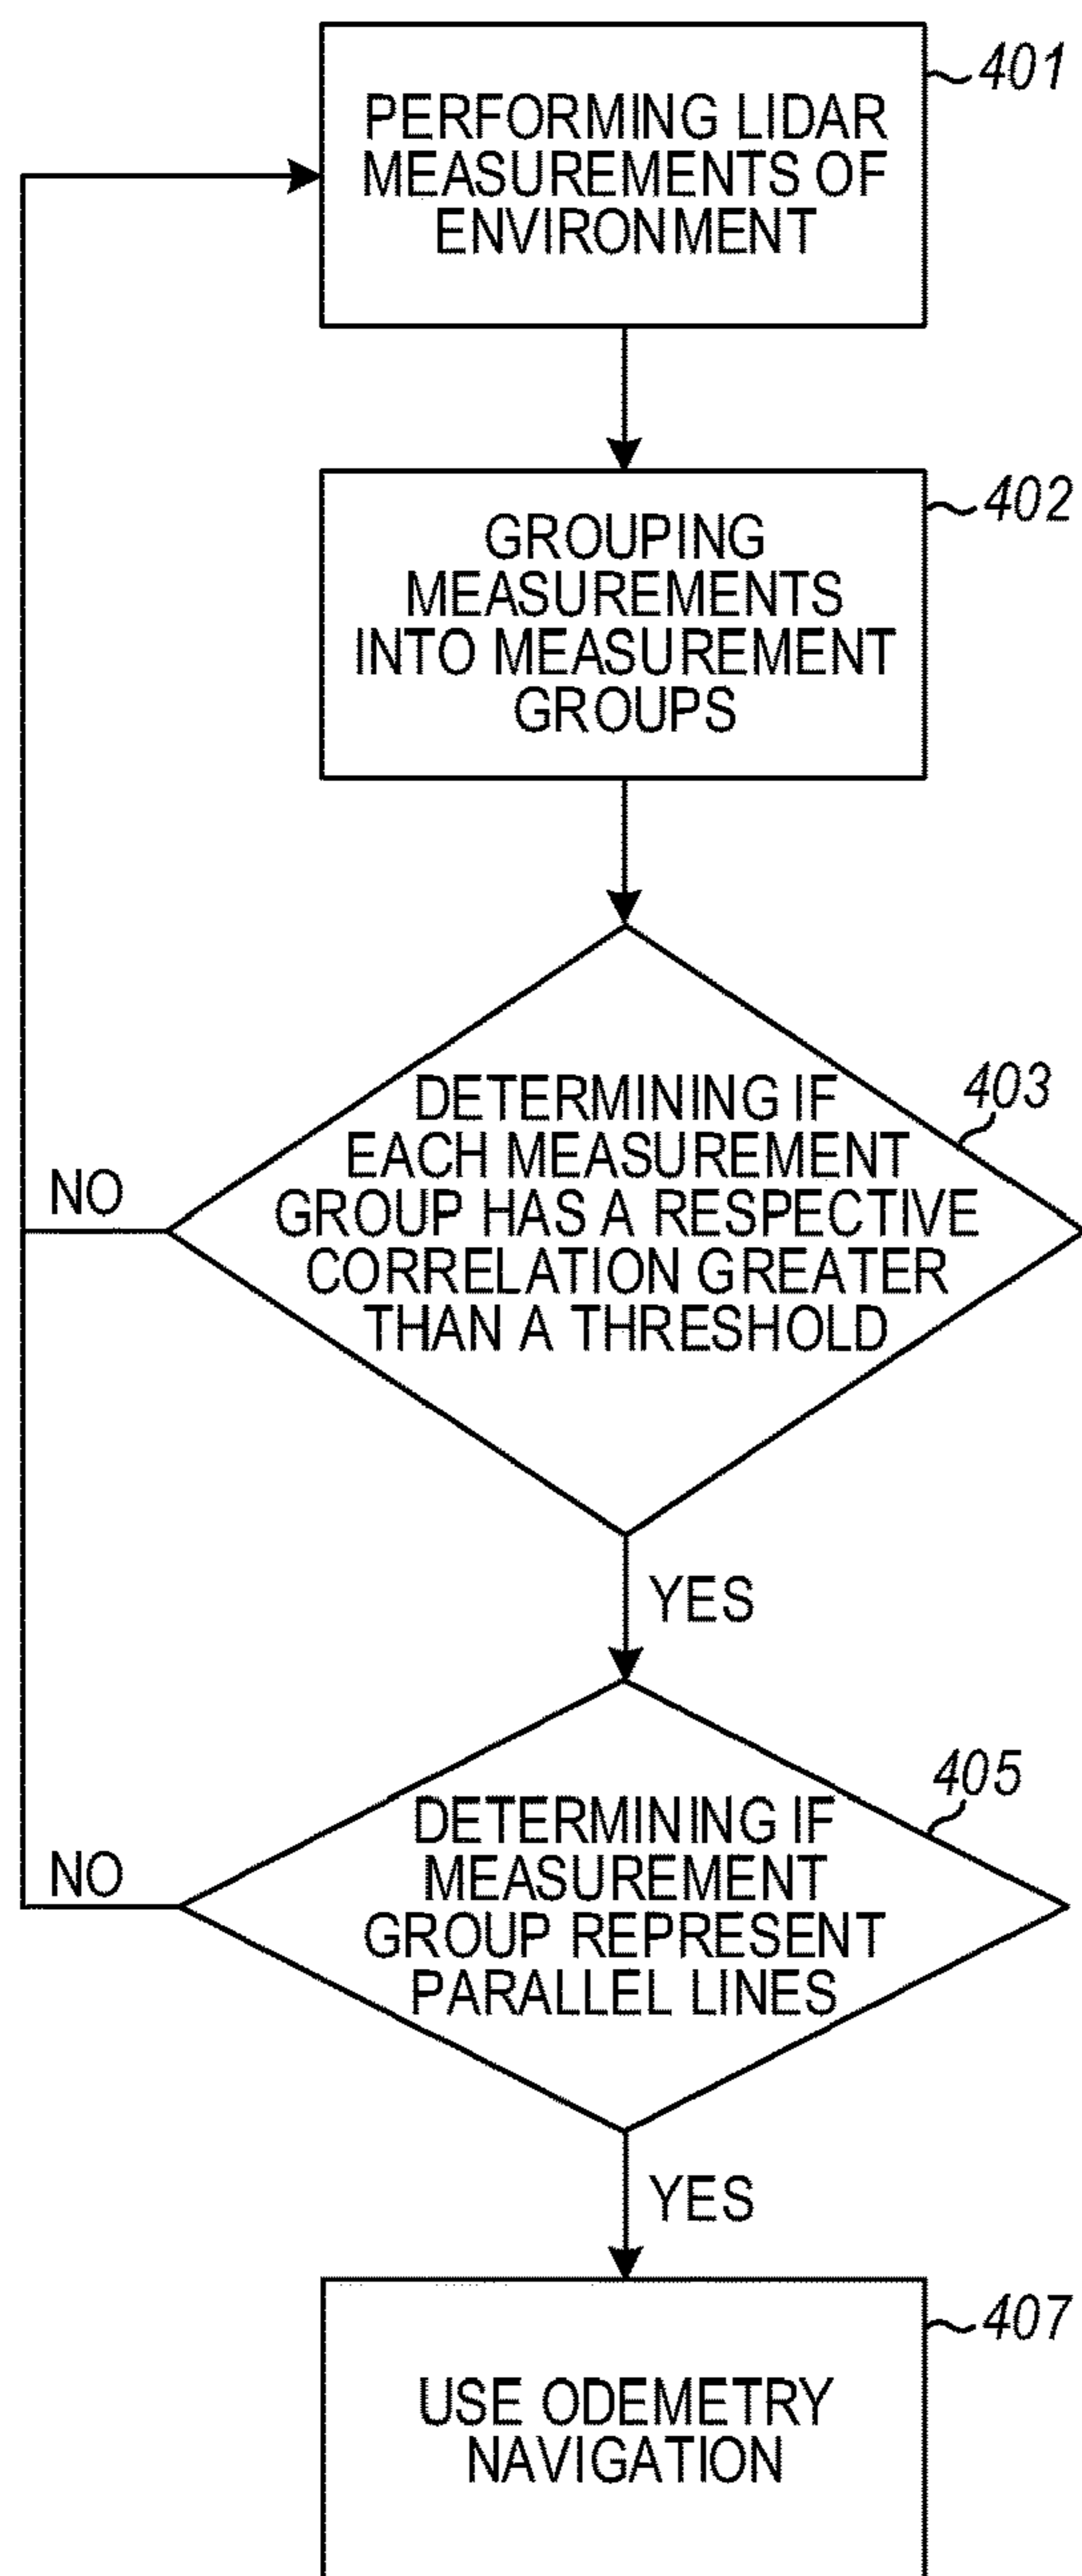 401
PERFORMING LIDAR
MEASUREMENTS OF
ENVIRONMENT
402
GROUPING
MEASUREMENTS
INTO MEASUREMENT
GROUPS
403
DETERMINING IF
EACH MEASUREMENT
GROUP HAS A RESPECTIVE
CORRELATION GREATER
THAN A THRESHOLD
NO
YES
405
DETERMINING IF
MEASUREMENT
GROUP REPRESENT
PARALLEL LINES
NO
YES
407
USE ODEMETRY
NAVIGATION